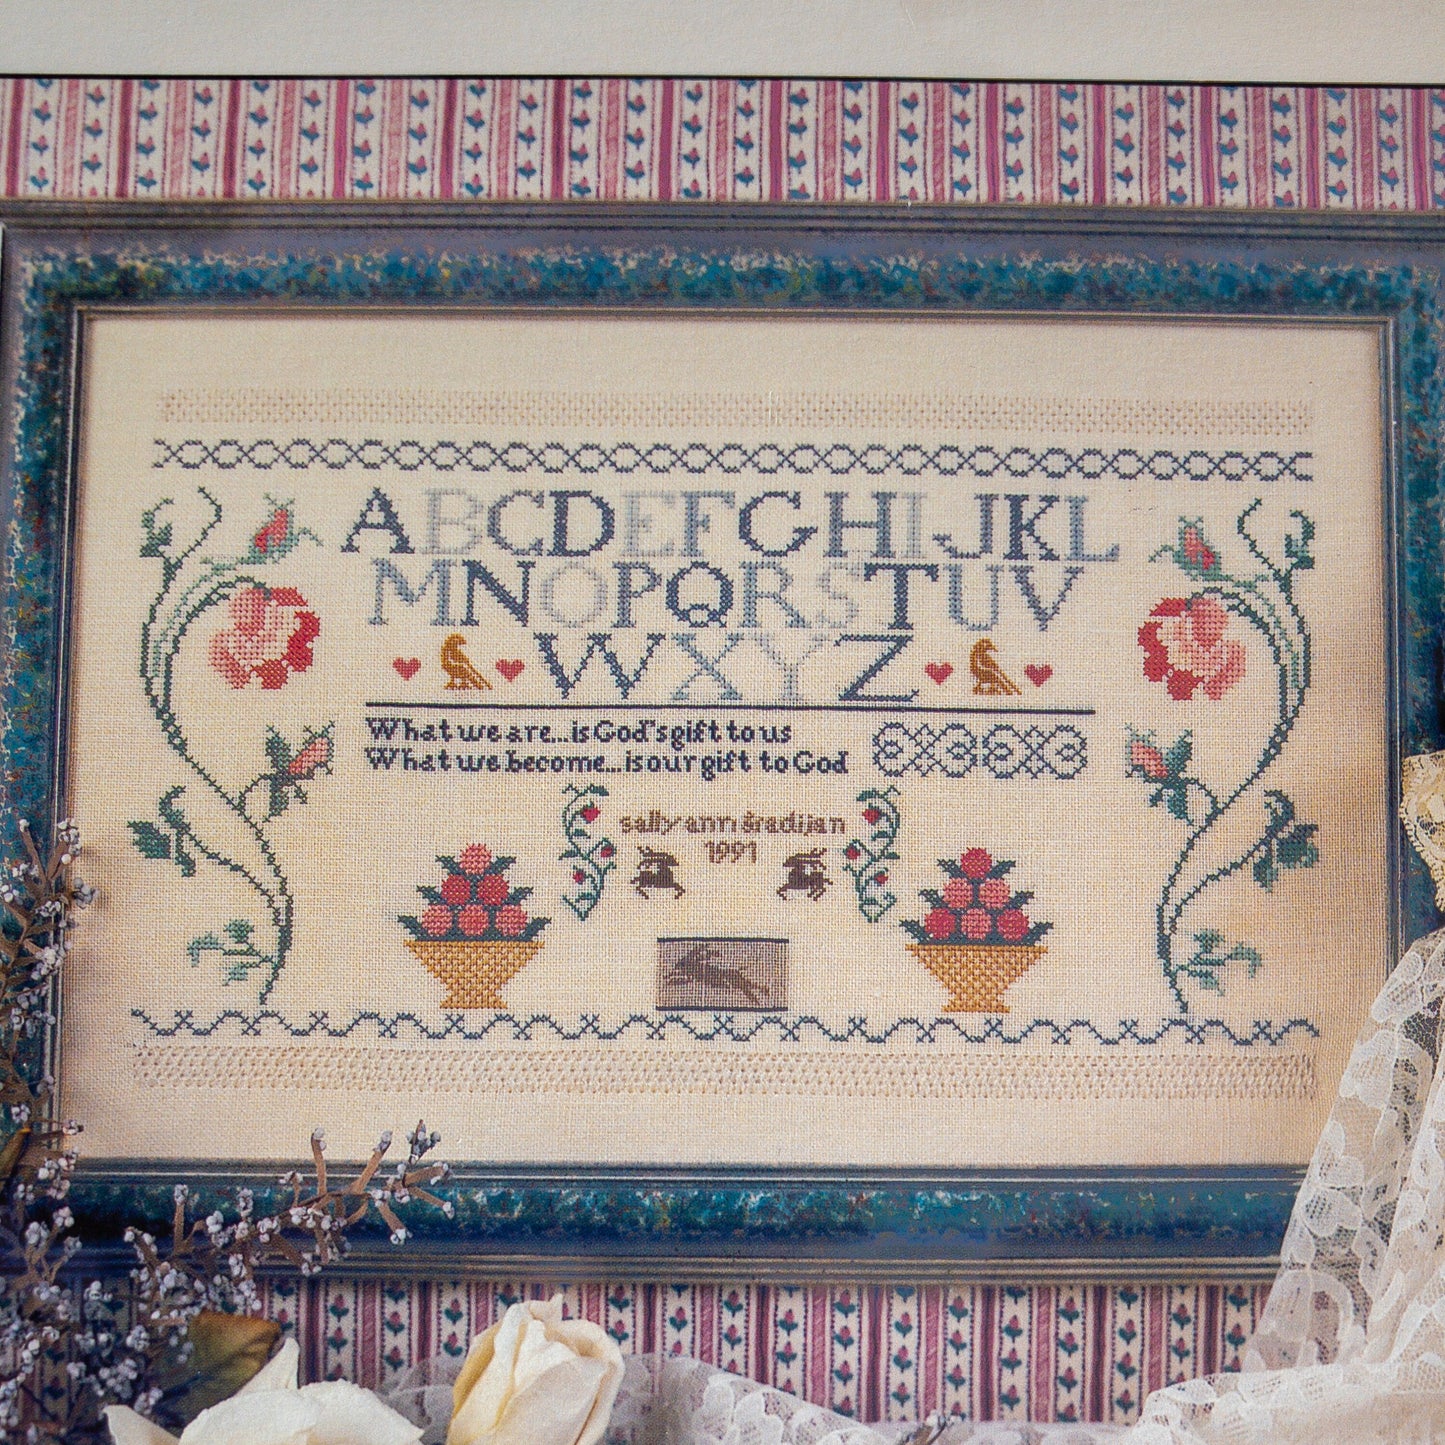 ABCDEFGHIJKL
MNOPQRSTUV
WXYZ
What we are...is God's gift to us
What we become...is our gift to God
sally ann
1991